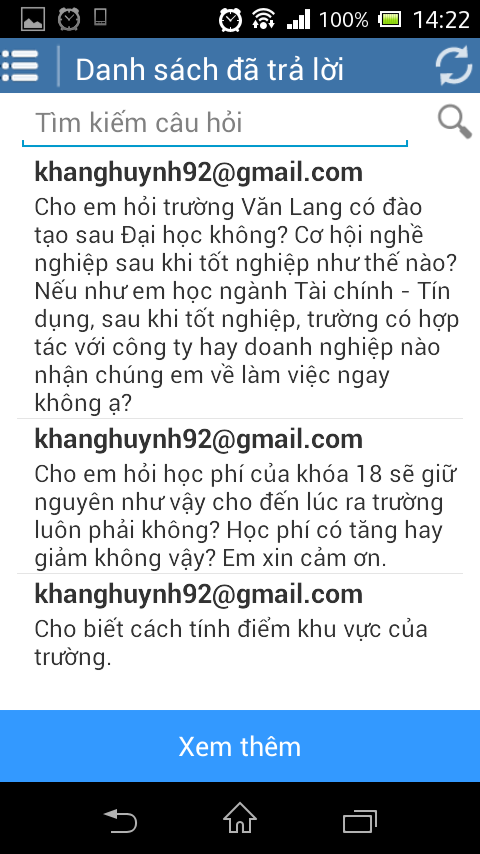 100% 14:22
Danh sách đã trả lời
Tìm kiếm câu hỏi
khanghuynh92@gmail.com
Cho em hỏi trường Văn Lang có đào
tạo sau Đại học không? Cơ hội nghề
nghiệp sau khi tốt nghiệp như thế nào?
Nếu như em học ngành Tài chính - Tín
dụng, sau khi tốt nghiệp, trường có hợp
tác với công ty hay doanh nghiệp nào
nhận chúng em về làm việc ngay
không ạ?
khanghuynh92@gmail.com
Cho em hỏi học phí của khóa 18 sẽ giữ
nguyên như vậy cho đến lúc ra trường
luôn phải không? Học phí có tăng hay
giảm không vậy? Em xin cảm ơn.
khanghuynh92@gmail.com
Cho biết cách tính điểm khu vực của
trường.
Xem thêm